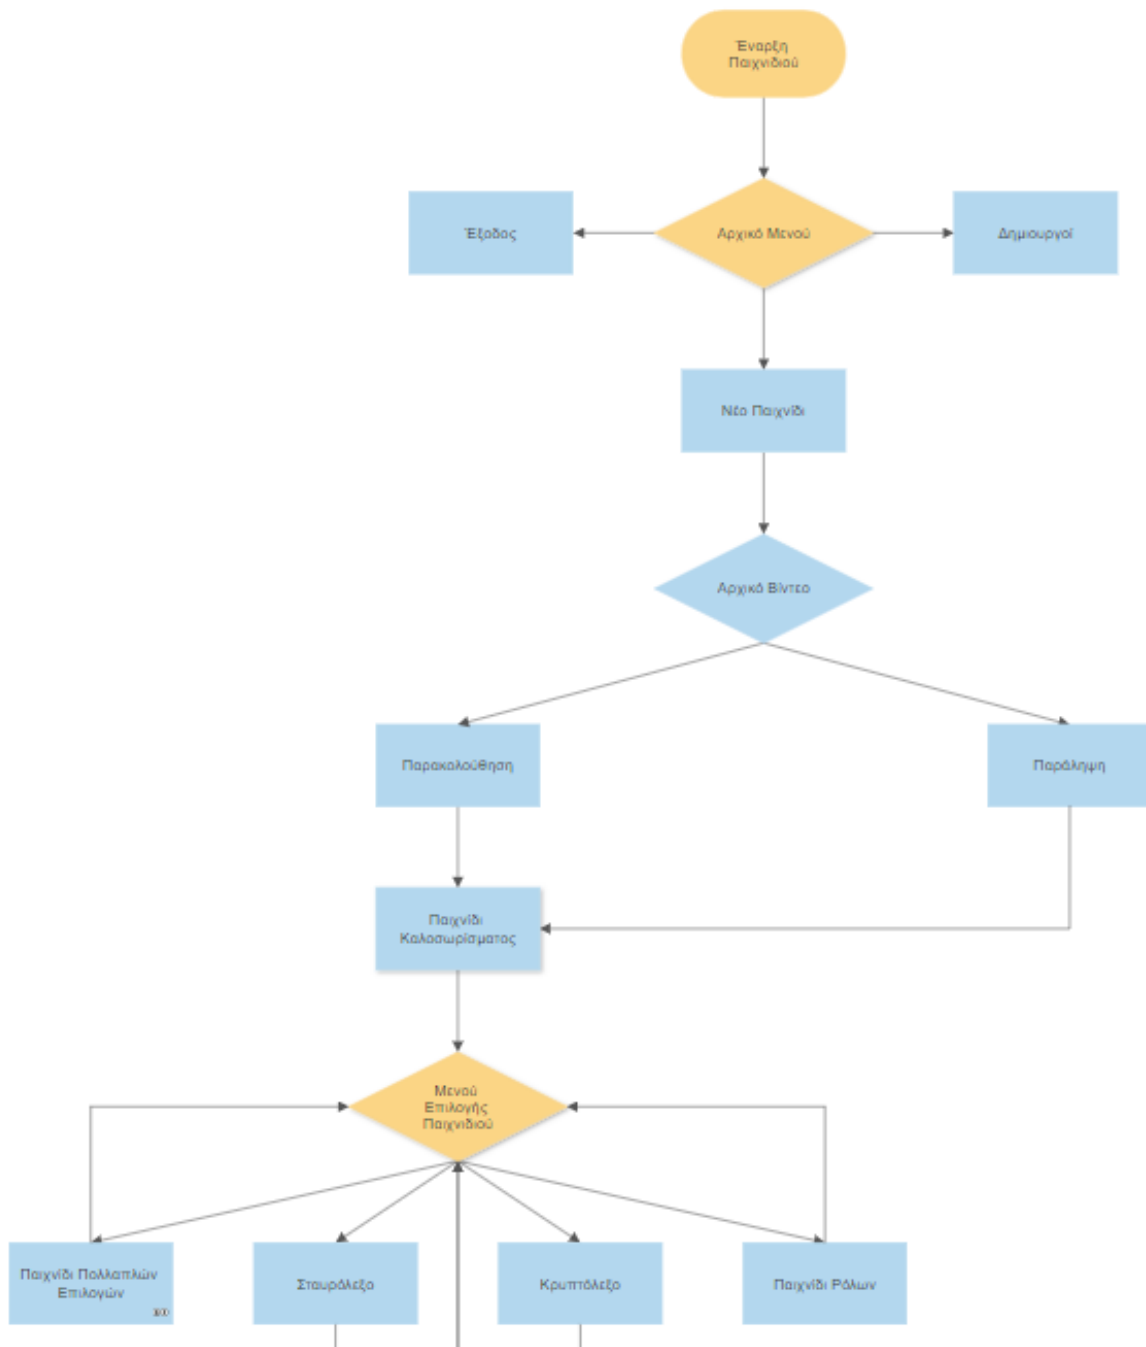 Έναρξη
Παιχνιδιού
Έξοδος
Αρχικό Μενού
Δημιουργοί
Νέο Παιχνίδι
Αρχικό Βίντεο
Παρακολούθηση
Παράληψη
Παιχνίδι
Καλοσωρίσματος
Μενού
Επιλογής
Παιχνιδιού
Παιχνίδι Πολλαπλών
Επιλογών
Σταυρόλεξο
Κρυπτόλεξο
Παιχνίδι Ρόλων